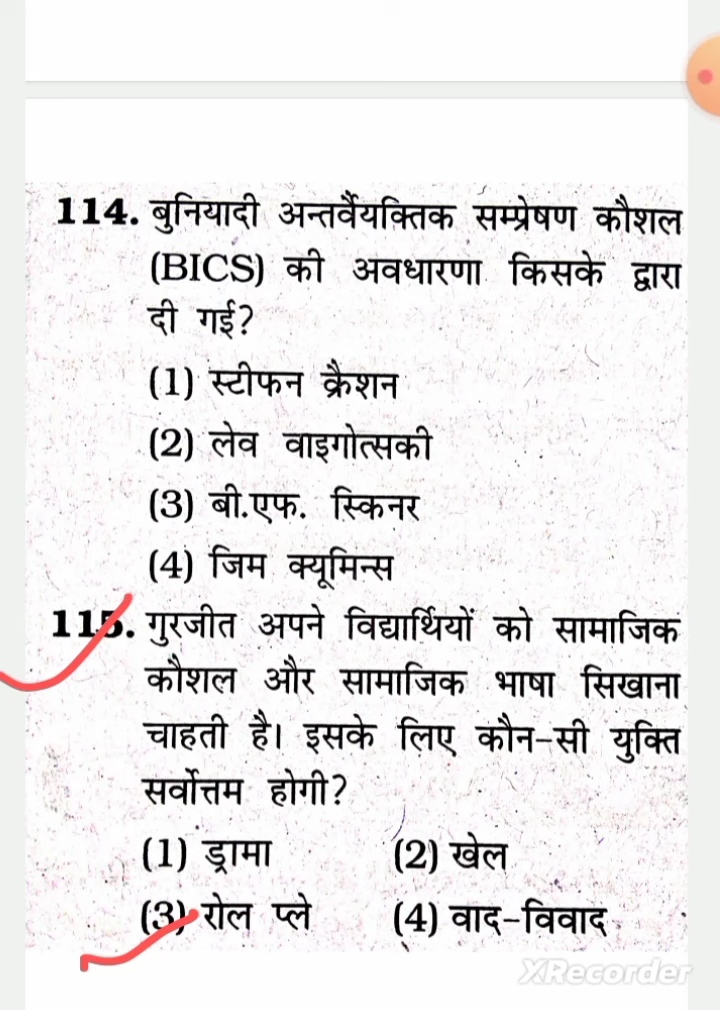 114. बुनियादी अन्तर्वैयक्तिक सम्प्रेषण कौशल
(BICS) की अवधारणा किसके द्वारा
दी गई?
(1) स्टीफन क्रैशन
(2) लेव वाइगोत्सकी
(3) बी.एफ. स्किनर
(4) जिम क्यूमिन्स
115. गुरजीत अपने विद्यार्थियों को सामाजिक
कौशल और सामाजिक भाषा सिखाना
चाहती है। इसके लिए कौन-सी युक्ति
सर्वोत्तम होगी?
(1) ड्रामा (2) खेल
(3) रोल प्ले (4) वाद-विवाद
XRecorder